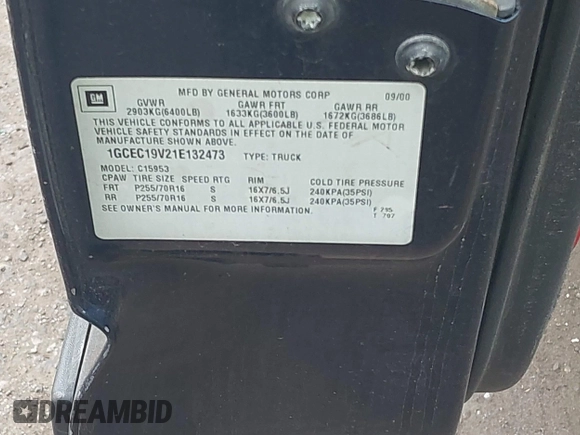 GM
MFD BY GENERAL MOTORS CORP 09/00
GVWR GAWR FRT GAWR RR
2903KG(6400LB) 1633KG(3600LB) 1672KG(3686LB)
THIS VEHICLE CONFORMS TO ALL APPLICABLE U.S. FEDERAL MOTOR
VEHICLE SAFETY STANDARDS IN EFFECT ON THE DATE OF
MANUFACTURE SHOWN ABOVE.
1GCEC19V21E132473 TYPE: TRUCK
MODEL: C15953
CPAW TIRE SIZE SPEED RTG RIM COLD TIRE PRESSURE
FRT P255/70R16 S 16X7/6.5J 240KPA(35PSI)
RR P255/70R16 S 16X7/6.5J 240KPA(35PSI)
SEE OWNER'S MANUAL FOR MORE INFORMATION.
F 795
T 707
DREAMBID